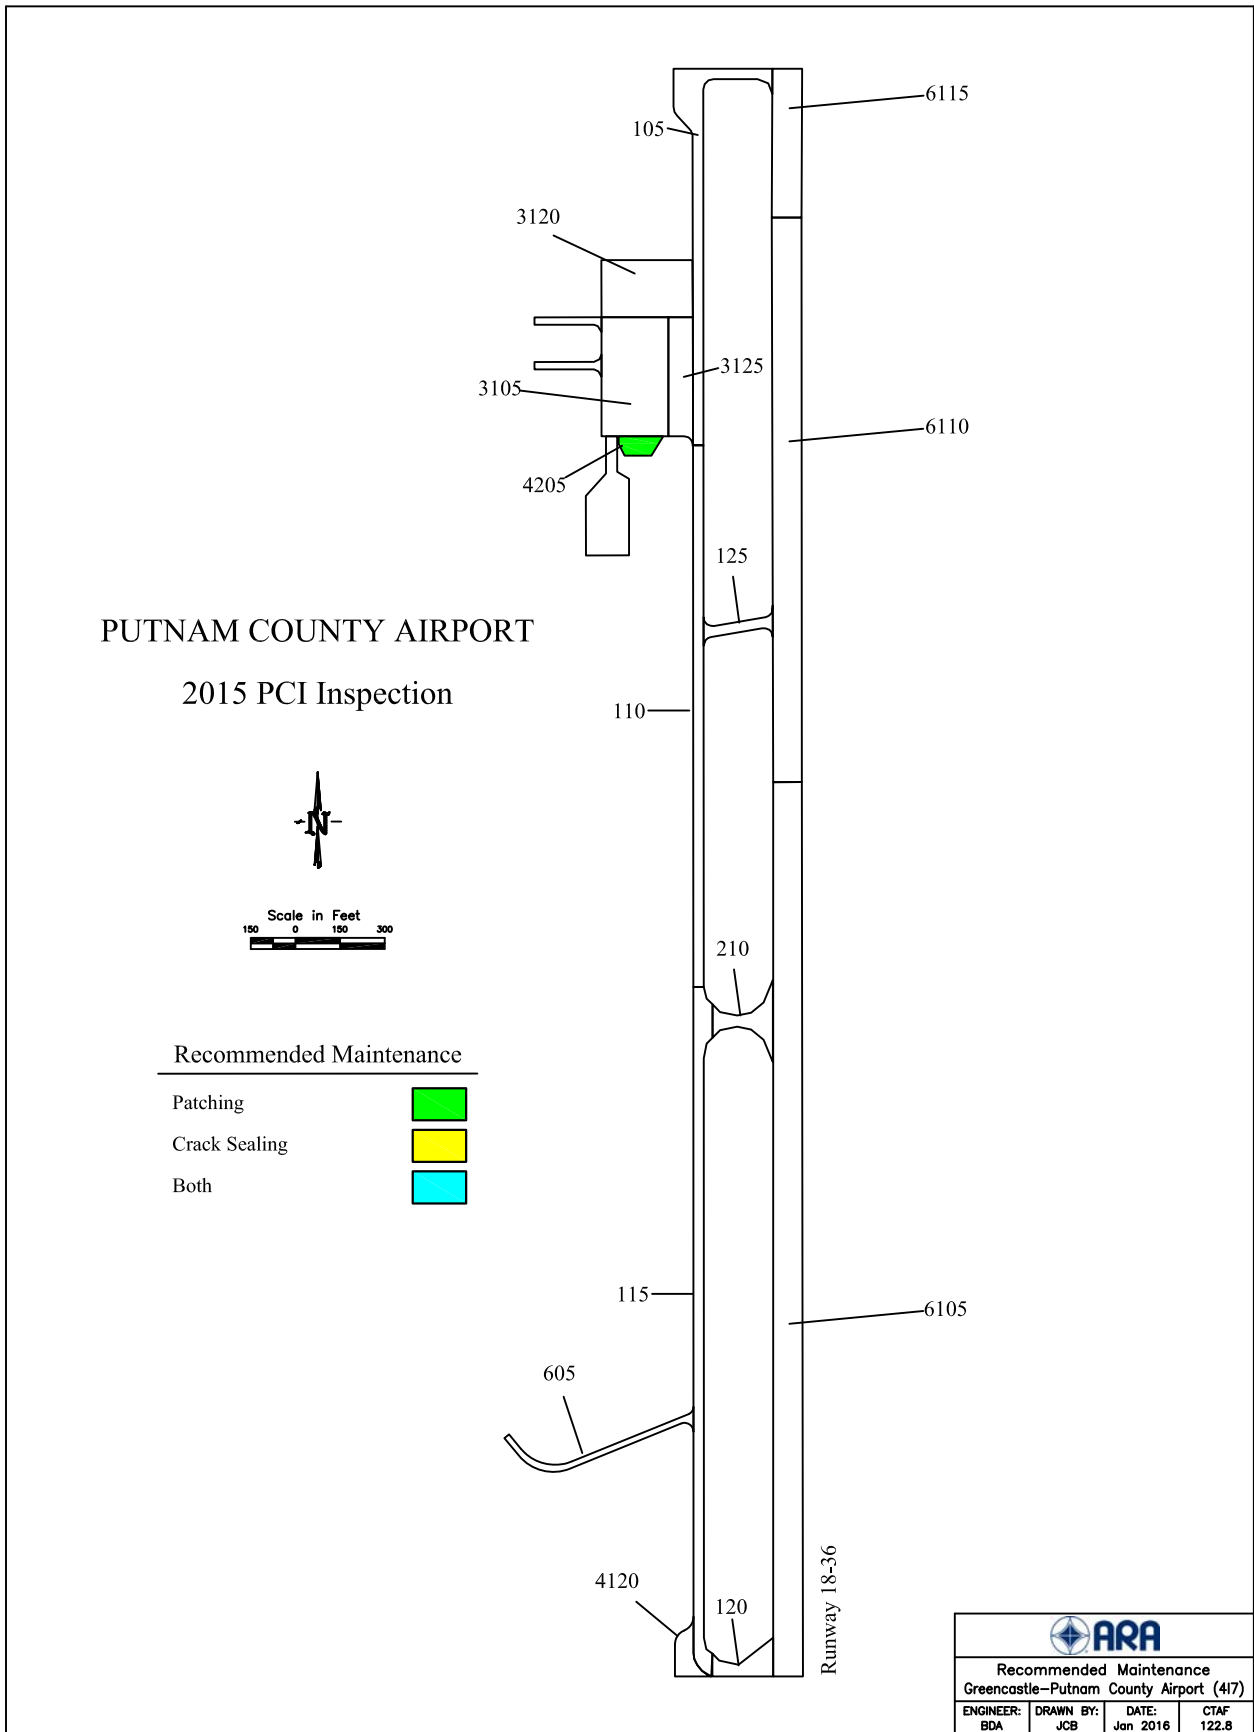 6115
105
3120
3125
3105
6110
4205
125
PUTNAM COUNTY AIRPORT
2015 PCI Inspection
110
N
Scale in Feet
150 0 150 300
210
Recommended Maintenance
Patching
Crack Sealing
Both
115
6105
605
4120
120
Runway 18-36
ARA
Recommended Maintenance
Greencastle-Putnam County Airport (4I7)
ENGINEER: BDA
DRAWN BY: JCB
DATE: Jan 2016
CTAF 122.8